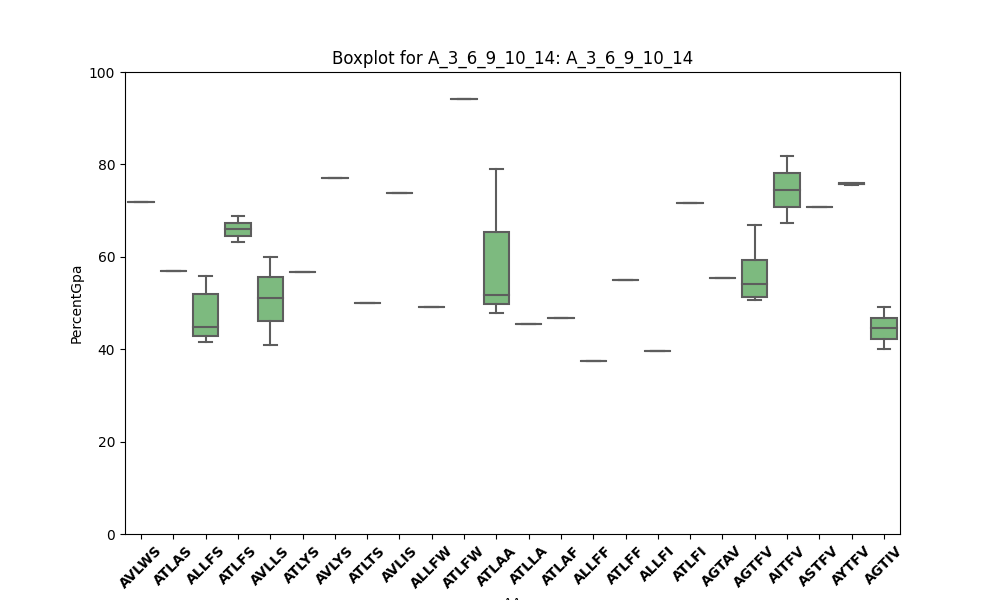 Boxplot for A_3_6_9_10_14: A_3_6_9_10_14
100
80
60
40
20
0
PercentGpa
AVLWS
ATLAS
ALLFS
ATLFS
AVLLS
ATLYS
AVLYS
ATLTS
AVLIS
ALLFW
ATLFW
ATLAA
ATLLA
ATLAF
ALLFF
ATLFF
ALLFI
ATLFI
AGTAV
AGTFV
AITFV
ASTFV
AYTFV
AGTIV